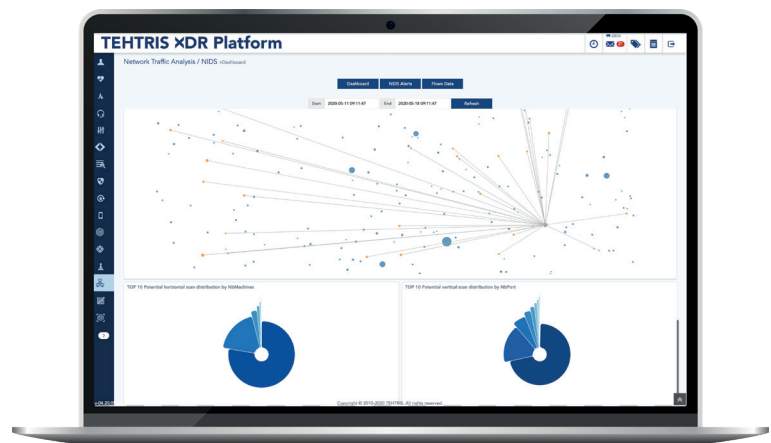 TEHTRIS XDR Platform
Network Traffic Analysis / NIDS >Dashboard
Dashboard NIDS Alerts Flows Data
Start 2020-05-11 09:11:47 End 2020-05-18 09:11:47 Refresh
TOP 10 Potential horizontal scan distribution by NbMachines
TOP 10 Potential vertical scan distribution by NbPort
Copyright © 2010-2020 TEHTRIS. All rights reserved.